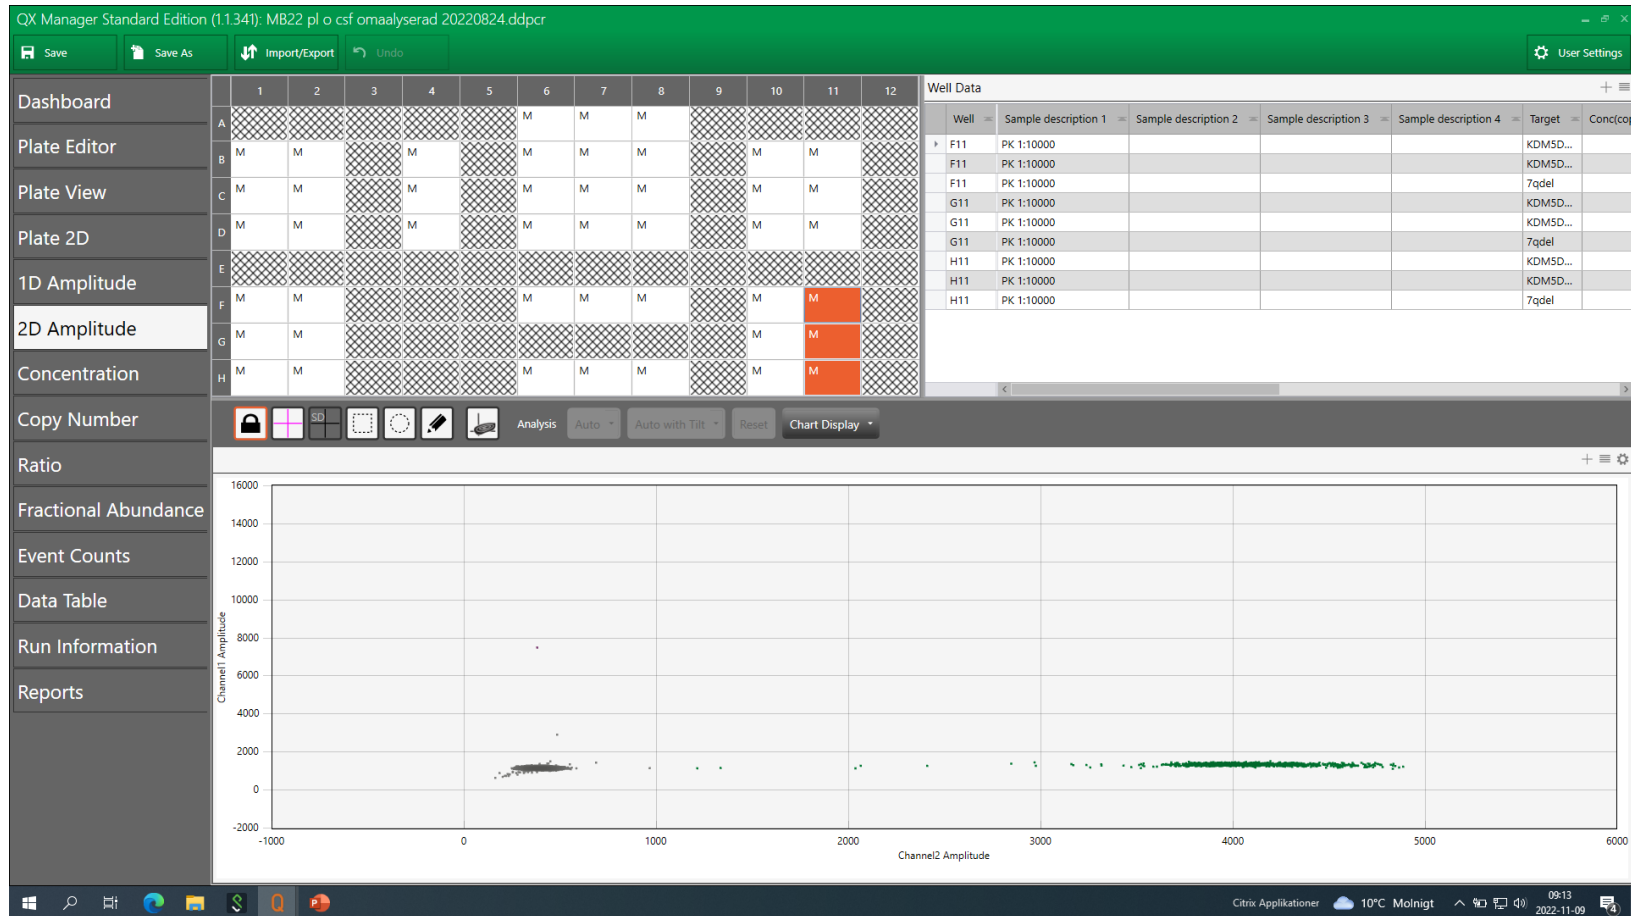 QX Manager Standard Edition (1.1.341): MB22 pl o csf omaalyserad 20220824.ddpcr
Save
Save As
Import/Export
Undo
User Settings
Dashboard
Plate Editor
Plate View
Plate 2D
1D Amplitude
2D Amplitude
Concentration
Copy Number
Ratio
Fractional Abundance
Event Counts
Data Table
Run Information
Reports
1 2 3 4 5 6 7 8 9 10 11 12
A M M M
B M M M M M M M M
C M M M M M M M M
D M M M M M M M M
E
F M M M M M M M
G M M M M
H M M M M M M M
Well Data
Well Sample description 1 Sample description 2 Sample description 3 Sample description 4 Target Conc(cop
F11 PK 1:10000 KDM5D...
F11 PK 1:10000 KDM5D...
F11 PK 1:10000 7qdel
G11 PK 1:10000 KDM5D...
G11 PK 1:10000 KDM5D...
G11 PK 1:10000 7qdel
H11 PK 1:10000 KDM5D...
H11 PK 1:10000 KDM5D...
H11 PK 1:10000 7qdel
SD
Analysis
Auto
Auto with Tilt
Reset
Chart Display
16000
14000
12000
10000
8000
6000
4000
2000
0
-2000
Channel1 Amplitude
-1000 0 1000 2000 3000 4000 5000 6000
Channel2 Amplitude
Citrix Applikationer
10°C Molnigt
09:13
2022-11-09
4